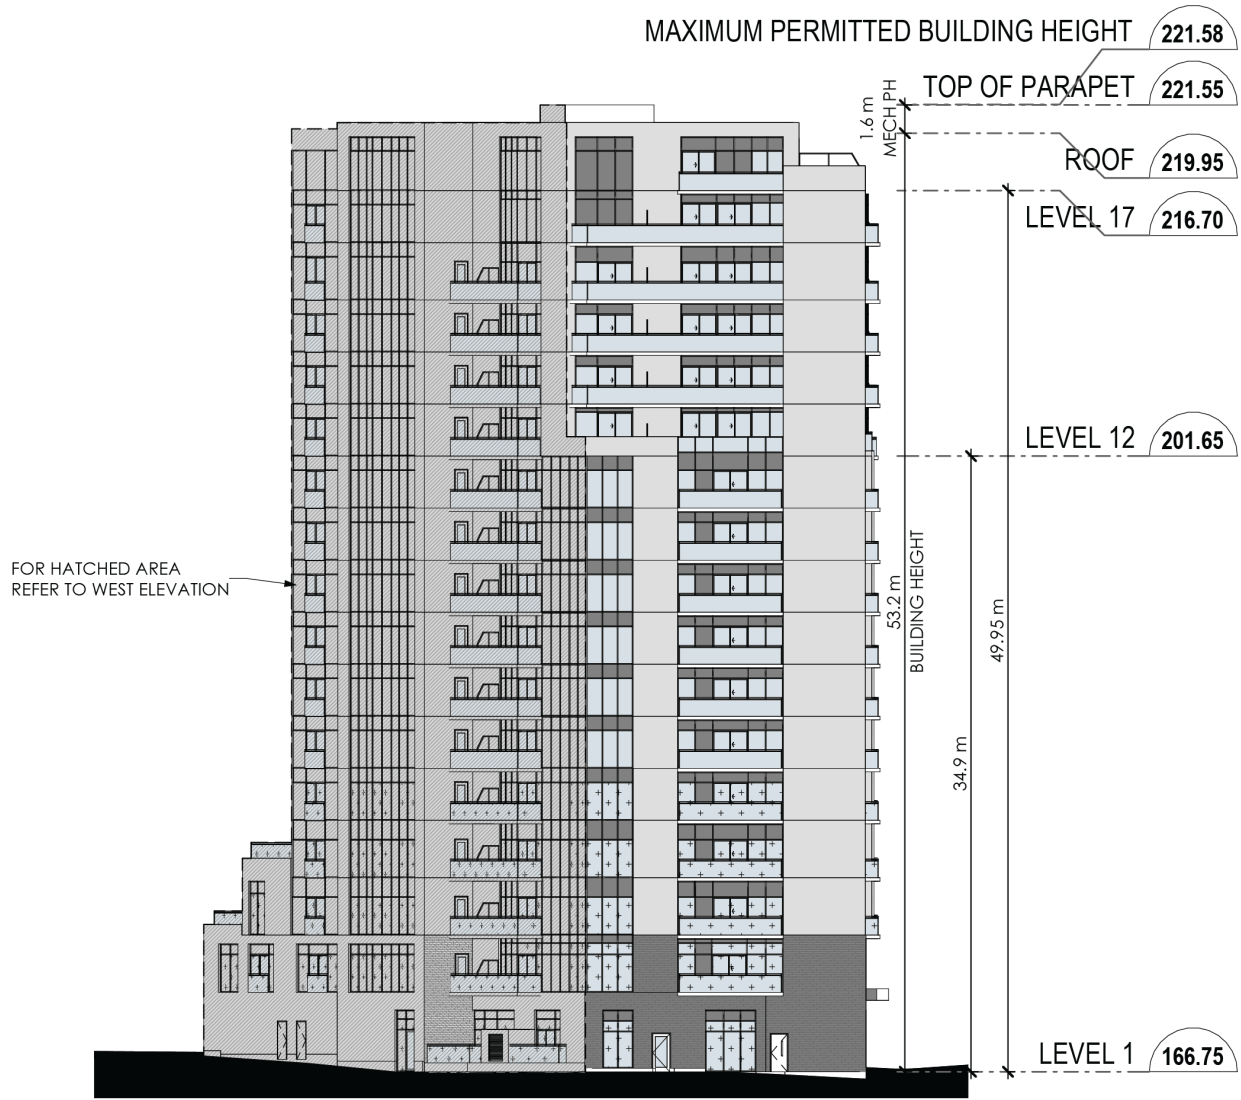 MAXIMUM PERMITTED BUILDING HEIGHT 221.58
TOP OF PARAPET 221.55
1.6 m
MECH PH
ROOF 219.95
LEVEL 17 216.70
LEVEL 12 201.65
FOR HATCHED AREA
REFER TO WEST ELEVATION
53.2 m
BUILDING HEIGHT
49.95 m
34.9 m
LEVEL 1 166.75